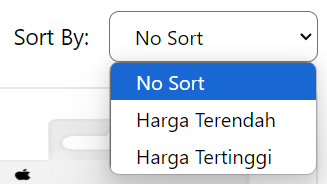 Sort By:
No Sort
No Sort
Harga Terendah
Harga Tertinggi